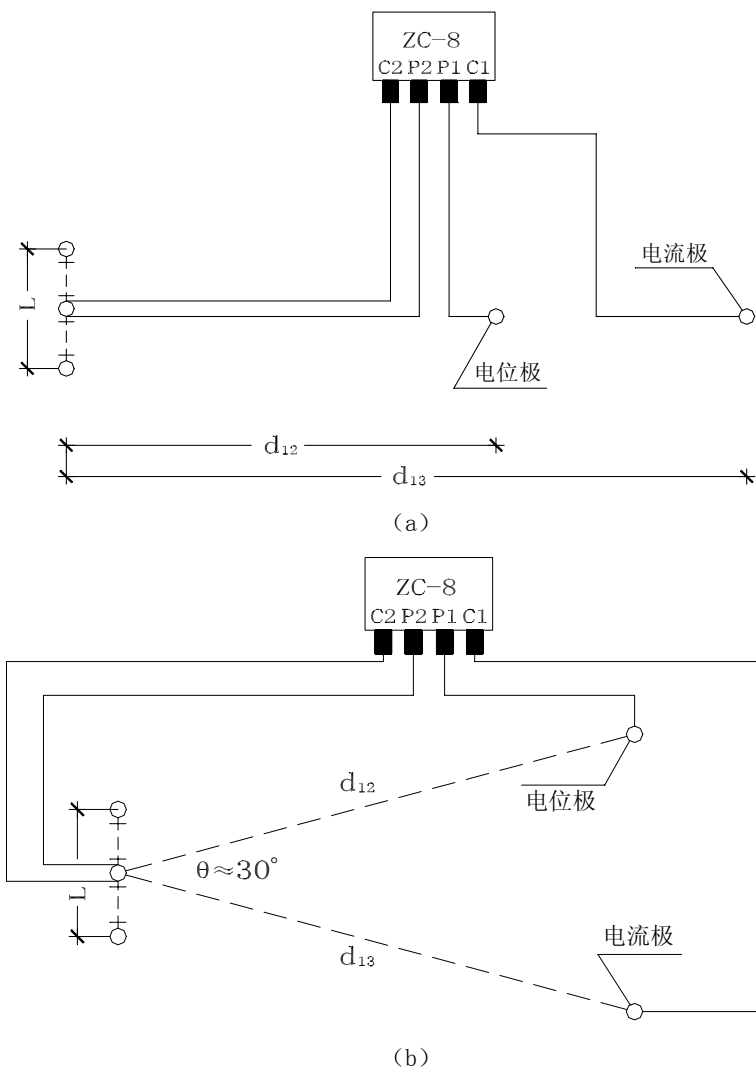 ZC-8
C2 P2 P1 C1
电流极
L
电位极
d₁₂
d₁₃
(a)
ZC-8
C2 P2 P1 C1
d₁₂
电位极
θ≈30°
L
电流极
d₁₃
(b)